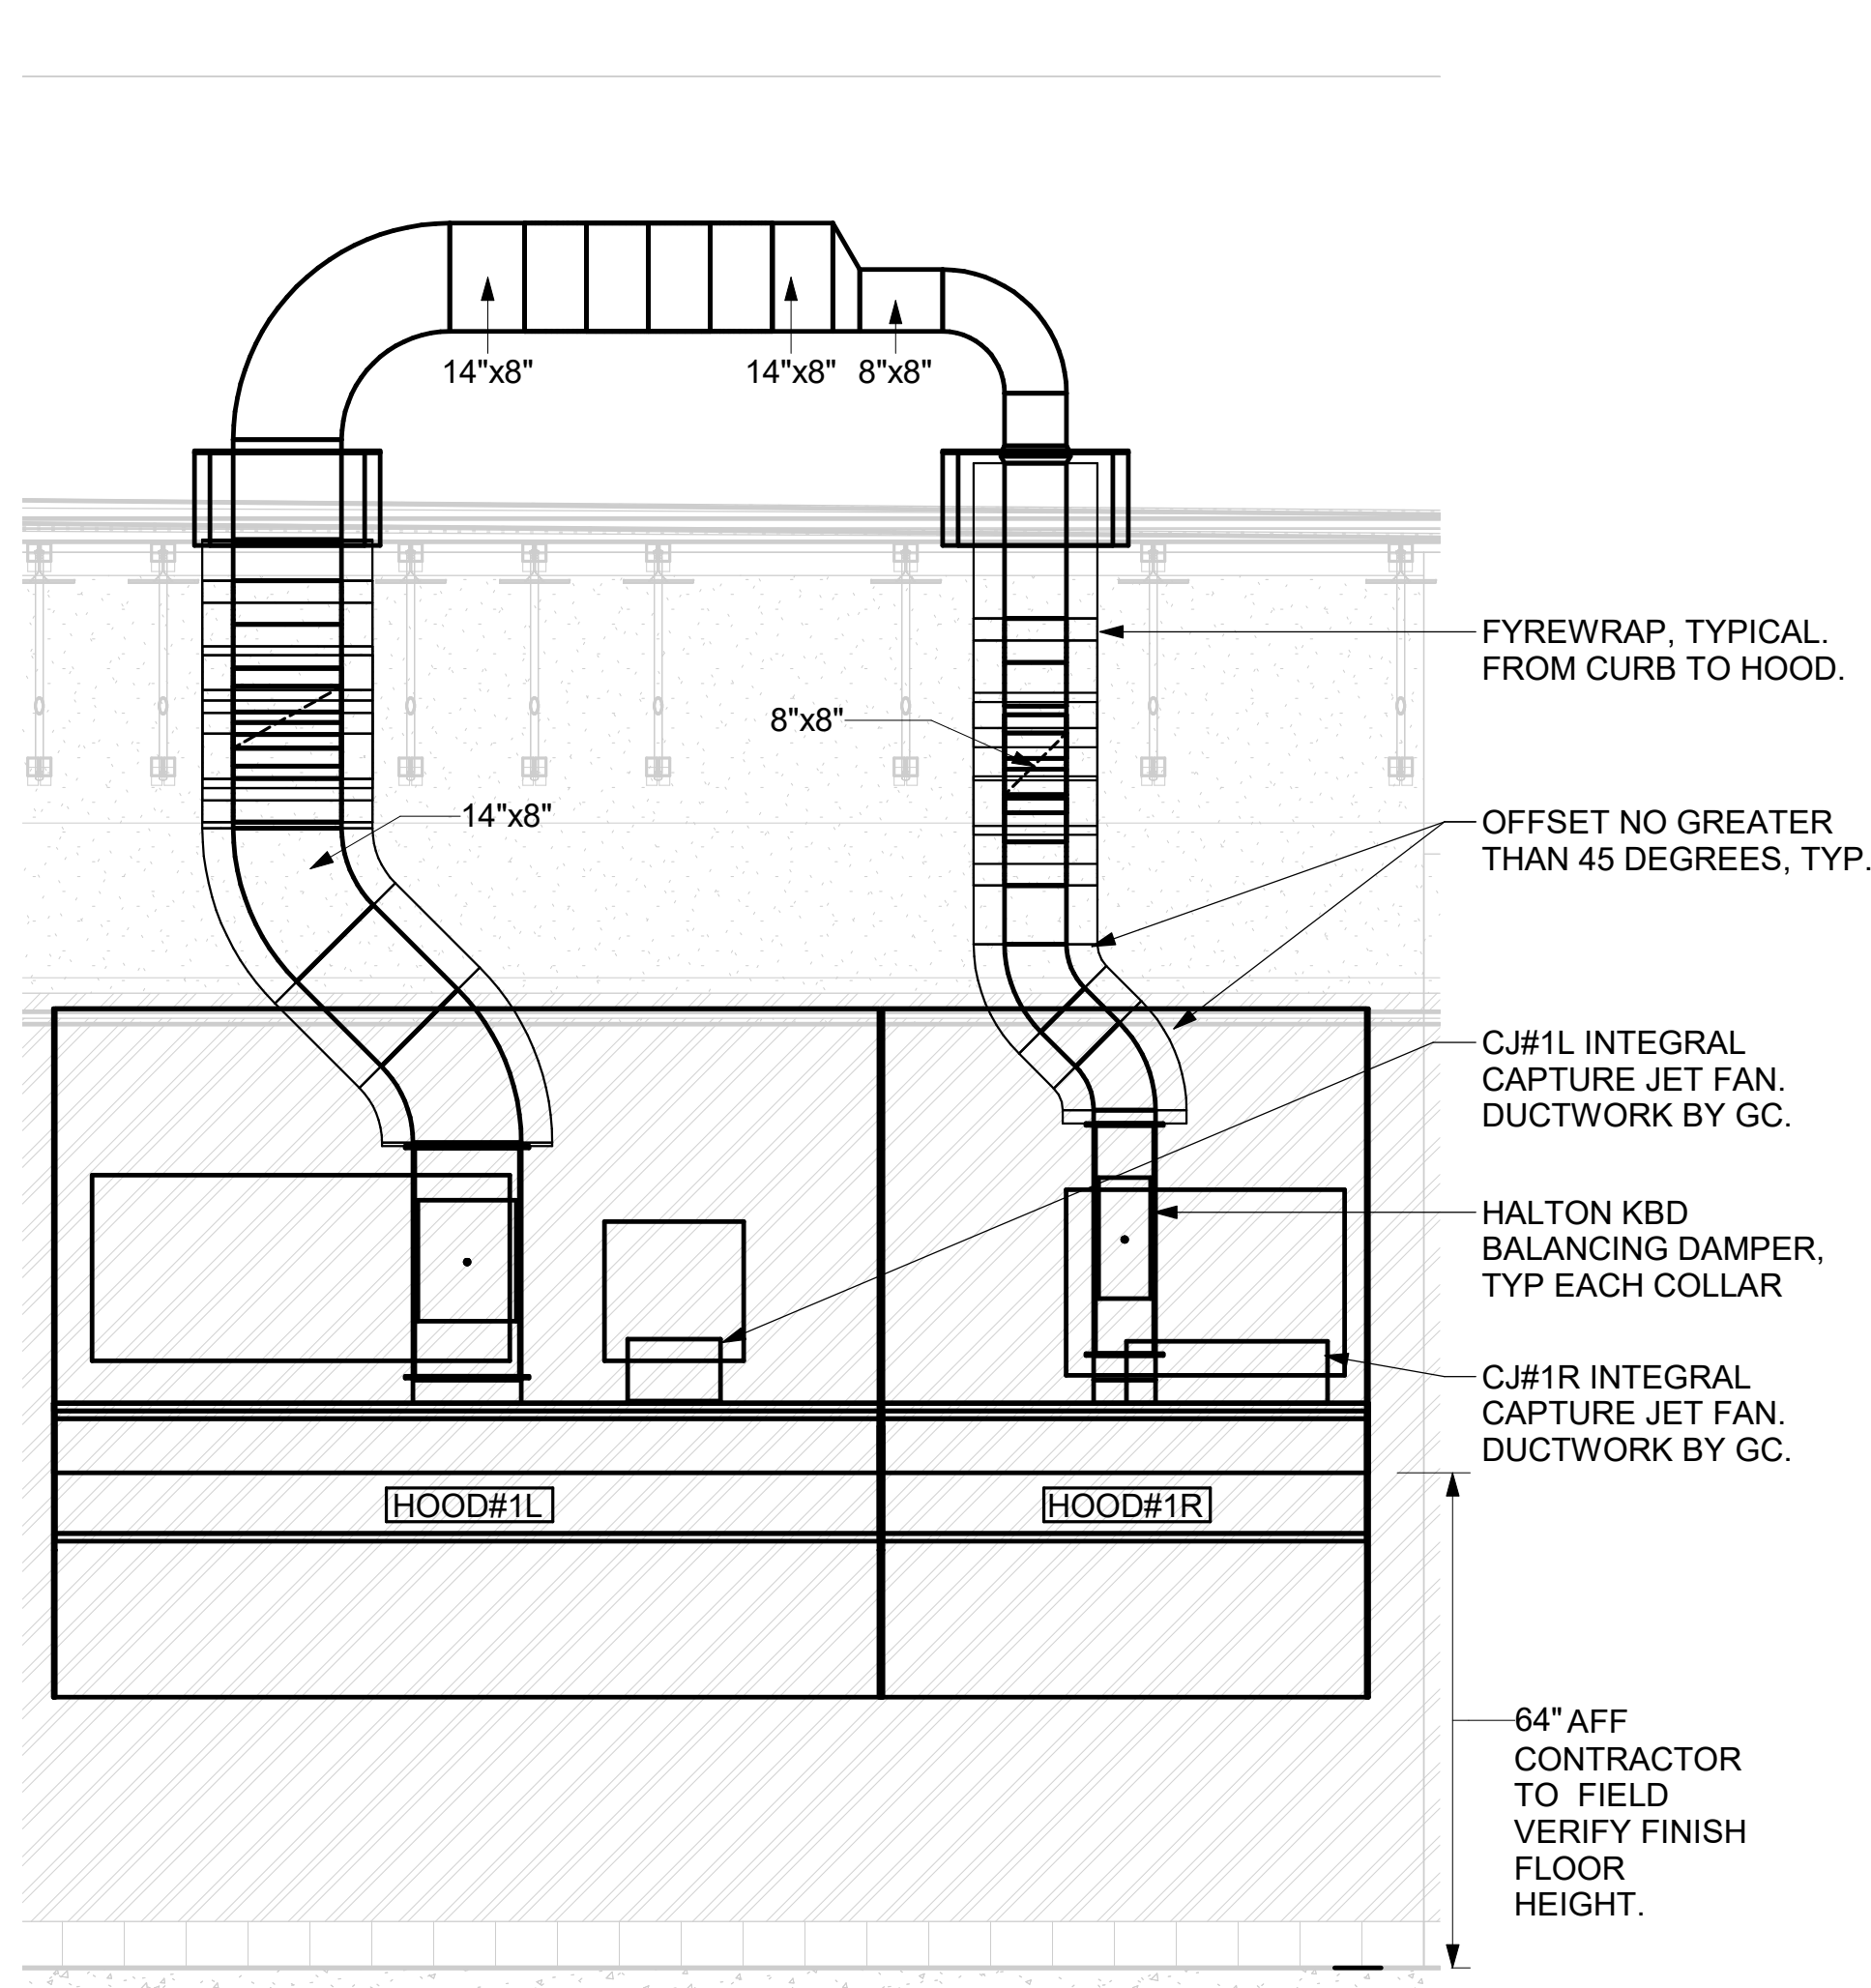 14"x8"
14"x8"
8"x8"
FYREWRAP, TYPICAL.
FROM CURB TO HOOD.
8"x8"
14"x8"
OFFSET NO GREATER
THAN 45 DEGREES, TYP.
CJ#1L INTEGRAL
CAPTURE JET FAN.
DUCTWORK BY GC.
HALTON KBD
BALANCING DAMPER,
TYP EACH COLLAR
CJ#1R INTEGRAL
CAPTURE JET FAN.
DUCTWORK BY GC.
HOOD#1L
HOOD#1R
64" AFF
CONTRACTOR
TO FIELD
VERIFY FINISH
FLOOR
HEIGHT.